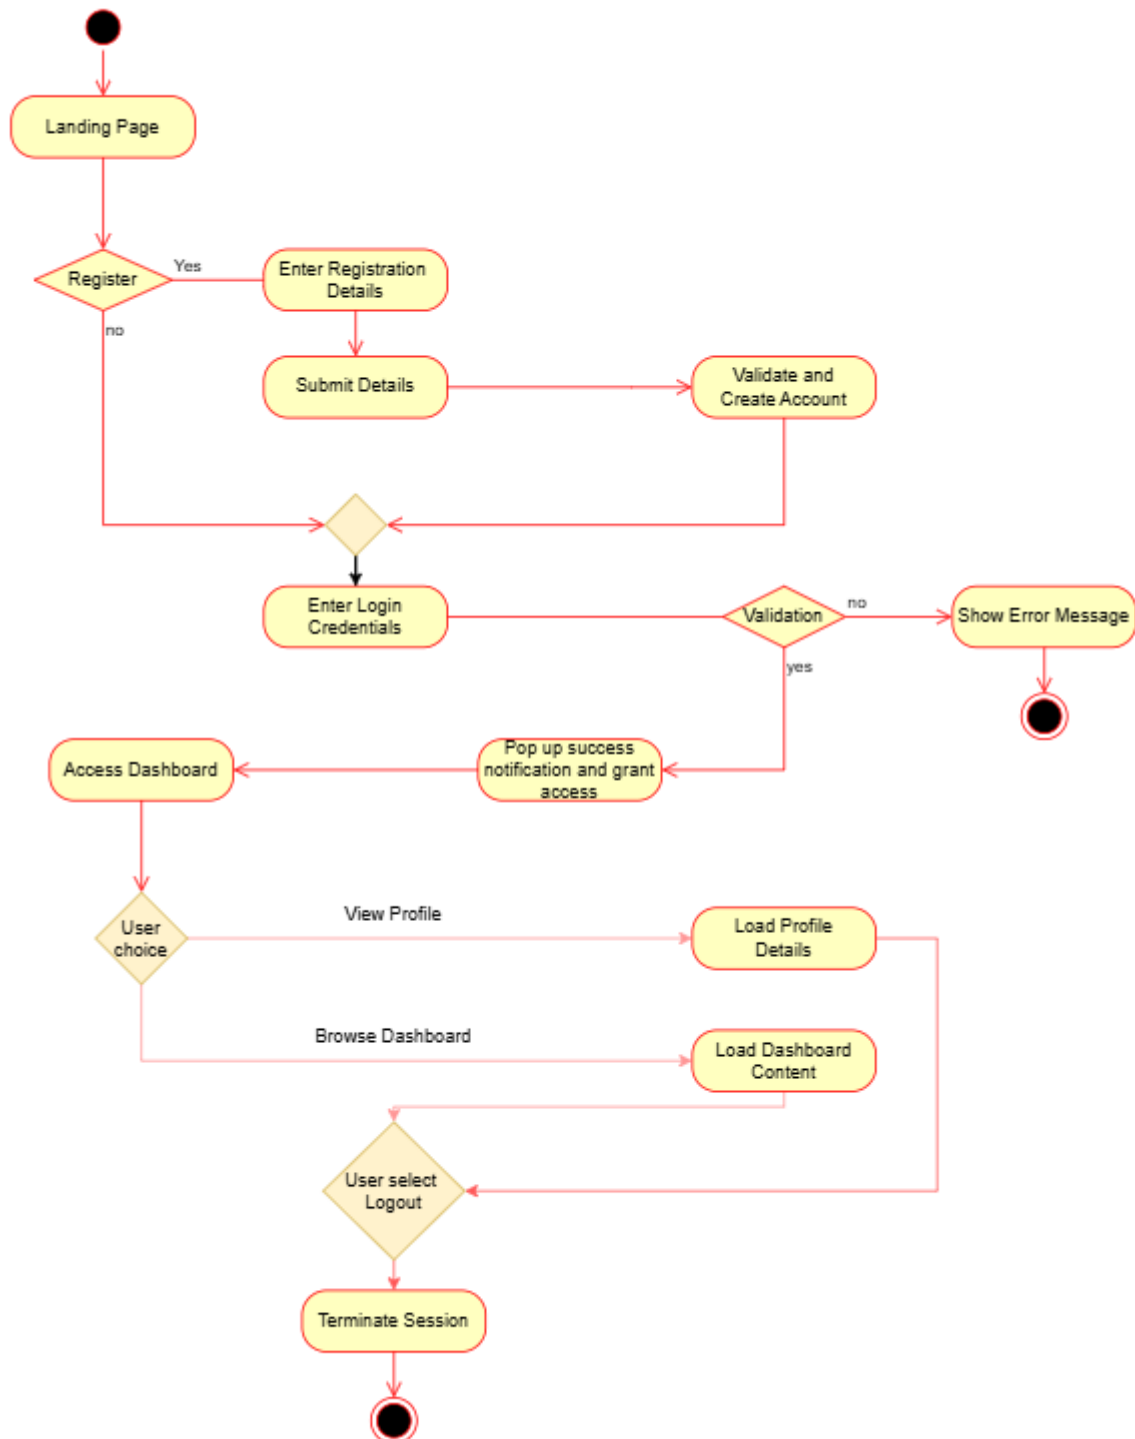 Landing Page
Register
Yes
Enter Registration
Details
no
Submit Details
Validate and
Create Account
Enter Login
Credentials
Validation
no
Show Error Message
yes
Access Dashboard
Pop up success
notification and grant
access
User
choice
View Profile
Load Profile
Details
Browse Dashboard
Load Dashboard
Content
User select
Logout
Terminate Session